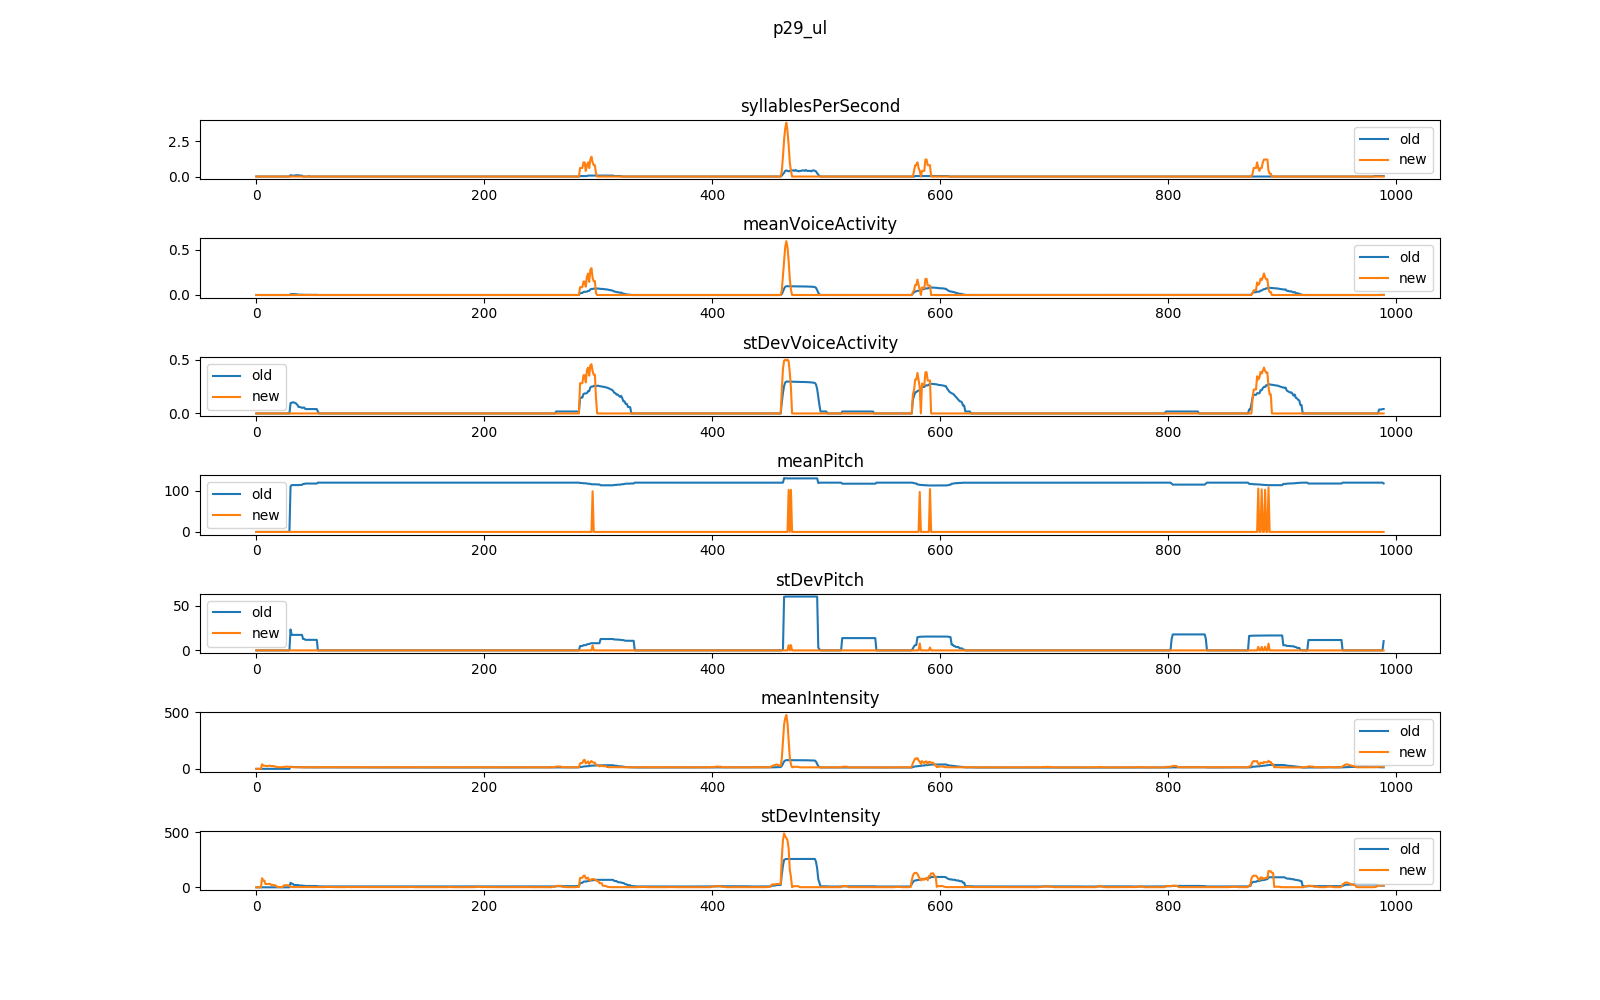 p29_ul
syllablesPerSecond
2.5
0.0
old
new
0 200 400 600 800 1000
meanVoiceActivity
0.5
0.0
old
new
0 200 400 600 800 1000
stDevVoiceActivity
0.5
0.0
old
new
0 200 400 600 800 1000
meanPitch
100
0
old
new
0 200 400 600 800 1000
stDevPitch
50
0
old
new
0 200 400 600 800 1000
meanIntensity
500
0
old
new
0 200 400 600 800 1000
stDevIntensity
500
0
old
new
0 200 400 600 800 1000